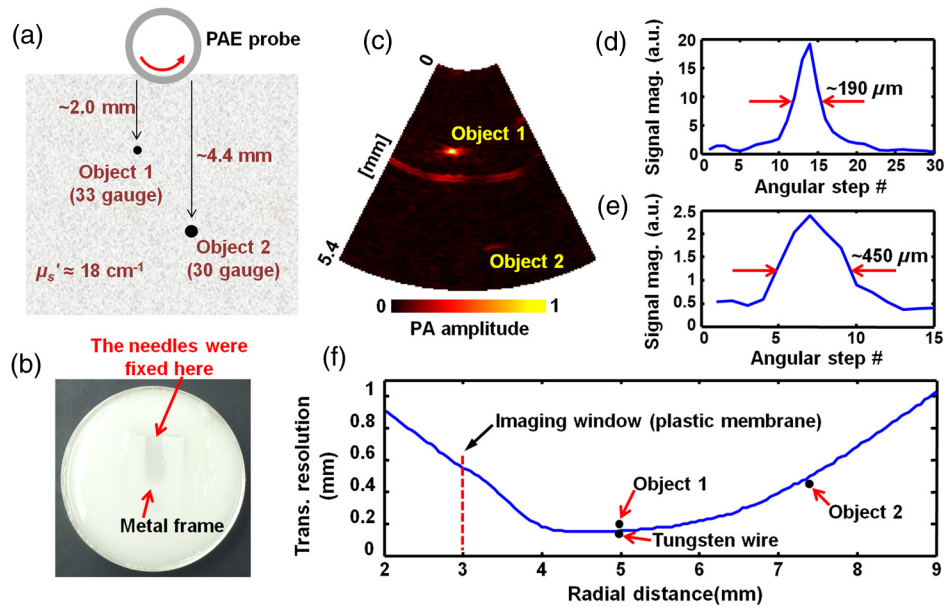 (a)
PAE probe
~2.0 mm
Object 1
(33 gauge)
~4.4 mm
Object 2
(30 gauge)
μs' ≈ 18 cm-1
(b)
The needles were
fixed here
Metal frame
(c)
0
[mm]
5.4
Object 1
Object 2
0 1
PA amplitude
(d)
Signal mag. (a.u.)
20
15
10
5
0
~190 μm
0 5 10 15 20 25 30
Angular step #
(e)
Signal mag. (a.u.)
2.5
2
1.5
1
0.5
0
~450 μm
0 5 10 15
Angular step #
(f)
Trans. resolution
(mm)
1
0.8
0.6
0.4
0.2
0
Imaging window (plastic membrane)
Object 1
Tungsten wire
Object 2
2 3 4 5 6 7 8 9
Radial distance(mm)